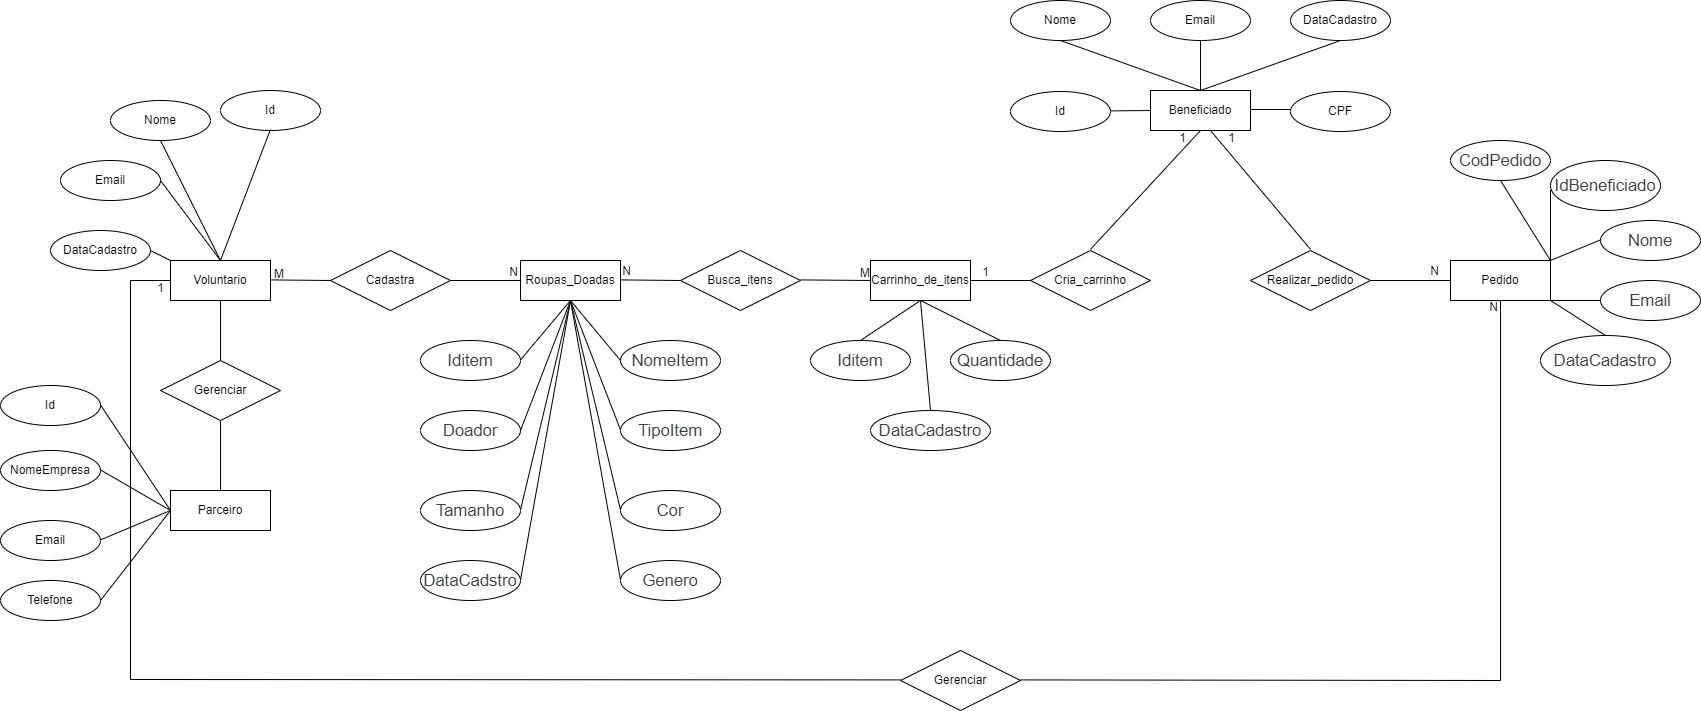 Nome
Email
DataCadastro
Id
Beneficiado
CPF
1
1
Nome
Id
Email
DataCadastro
Voluntario
1
M
Cadastra
N
Roupas_Doadas
N
Busca_itens
M
Carrinho_de_itens
1
Cria_carrinho
Realizar_pedido
N
Pedido
N
CodPedido
IdBeneficiado
Nome
Email
DataCadastro
Gerenciar
Iditem
NomeItem
Doador
TipoItem
Tamanho
Cor
DataCadstro
Genero
Iditem
Quantidade
DataCadastro
Id
NomeEmpresa
Parceiro
Email
Telefone
Gerenciar